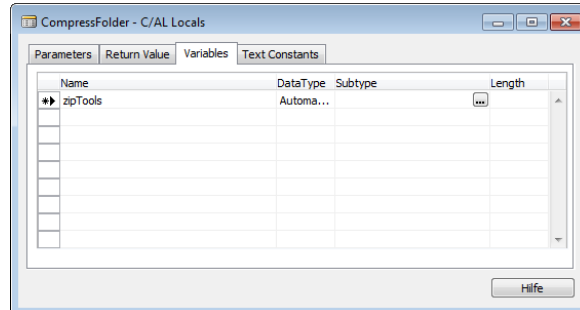 CompressFolder - C/AL Locals
Parameters Return Value Variables Text Constants
Name DataType Subtype Length
zipTools Automa... ...
Hilfe